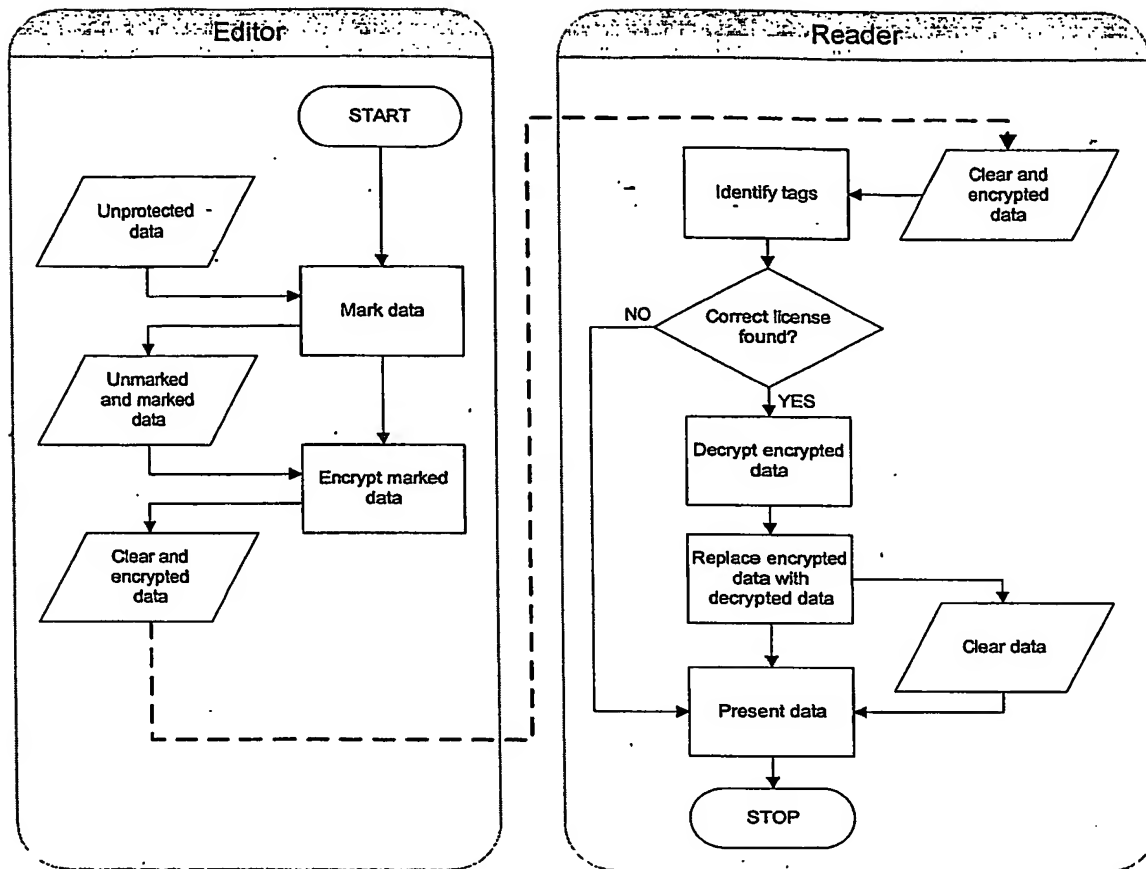 Editor
START
Unprotected
data
Mark data
Unmarked
and marked
data
Encrypt marked
data
Clear and
encrypted
data
Reader
Clear and
encrypted
data
Identify tags
Correct license
found?
NO
YES
Decrypt encrypted
data
Replace encrypted
data with
decrypted data
Clear data
Present data
STOP